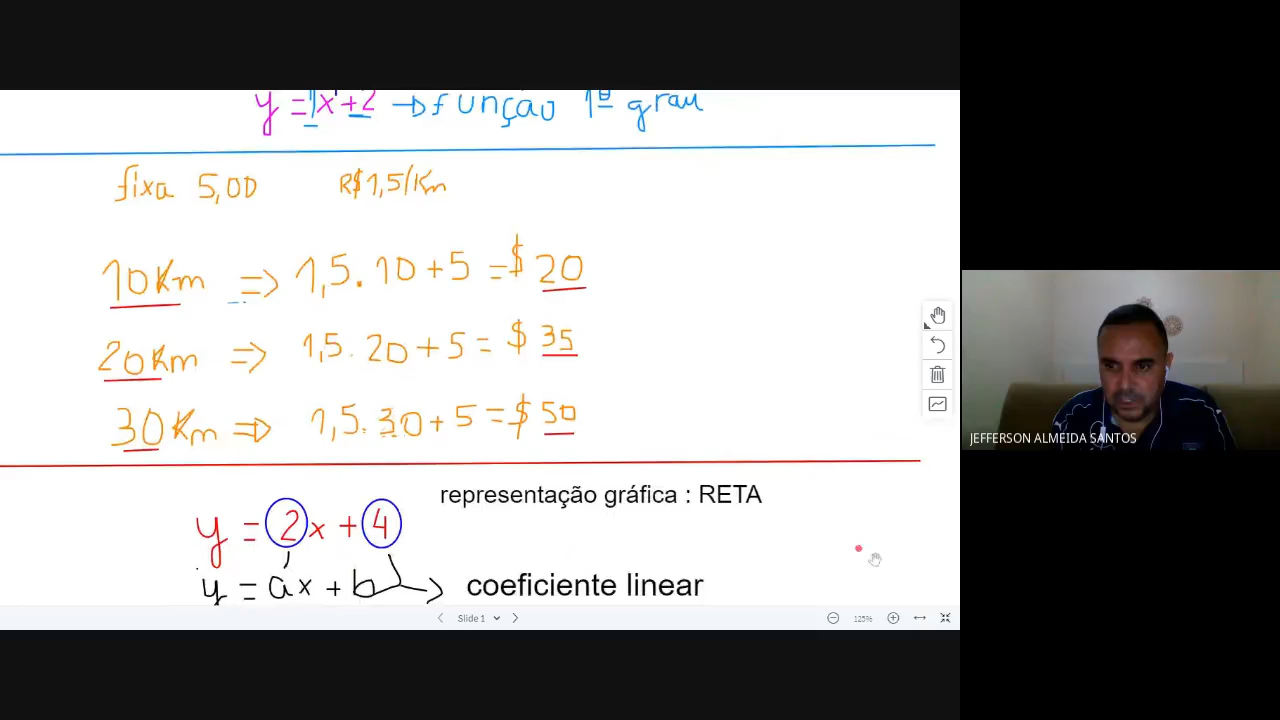 y = 1x + 2 → função 1º grau
fixa 5,00 R$ 1,5/Km
10Km => 1,5 . 10 + 5 = $ 20
20Km => 1,5 . 20 + 5 = $ 35
30Km => 1,5 . 30 + 5 = $ 50
JEFFERSON ALMEIDA SANTOS
representação gráfica : RETA
y = 2x + 4
y = ax + b → coeficiente linear
Slide 1
125%